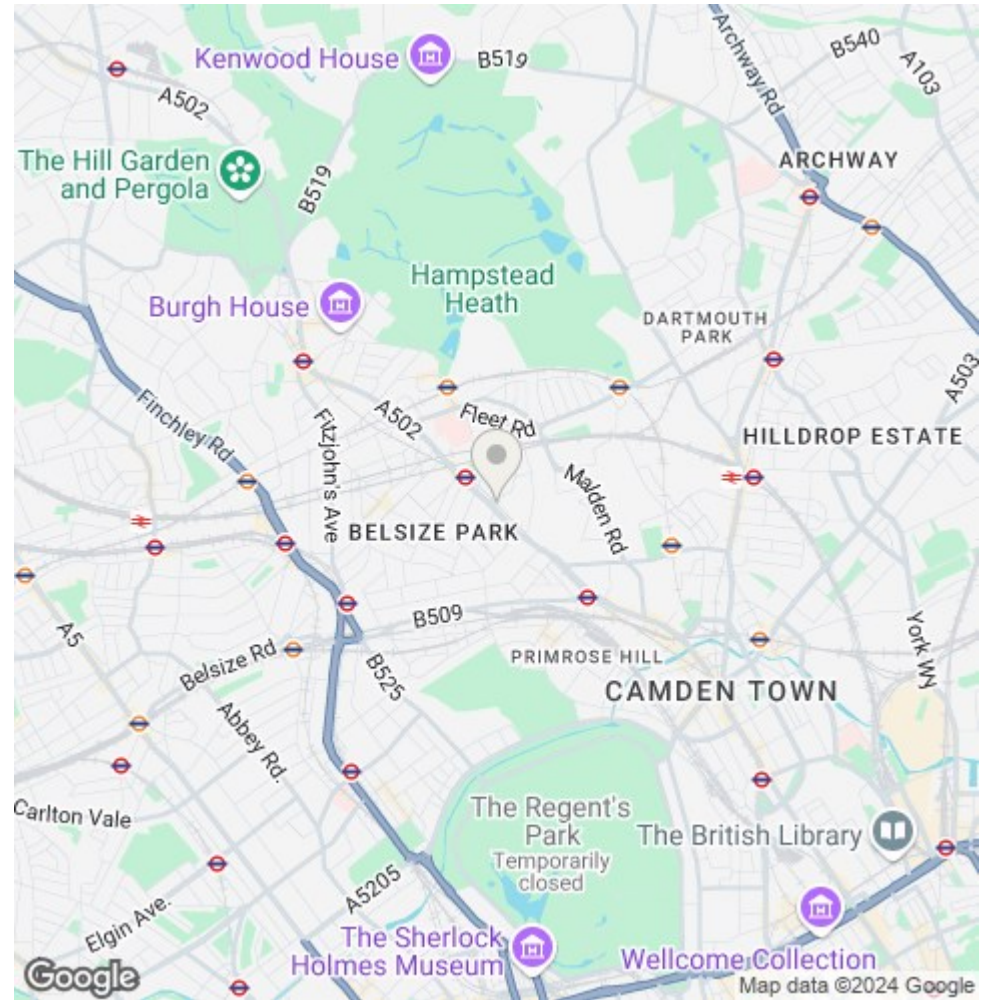 Kenwood House
B519
B540
A103
Archway Rd
A502
The Hill Garden
and Pergola
B519
ARCHWAY
Hampstead
Heath
Burgh House
DARTMOUTH
PARK
A503
Finchley Rd
Fitzjohn's Ave
A502
Fleet Rd
HILLDROP ESTATE
Malden Rd
BELSIZE PARK
A5
B509
York Wy
Belsize Rd
B525
PRIMROSE HILL
CAMDEN TOWN
Abbey Rd.
Carlton Vale
The Regent's
Park
Temporarily
closed
The British Library
A5205
Elgin Ave.
The Sherlock
Holmes Museum
Wellcome Collection
Google
Map data ©2024 Google